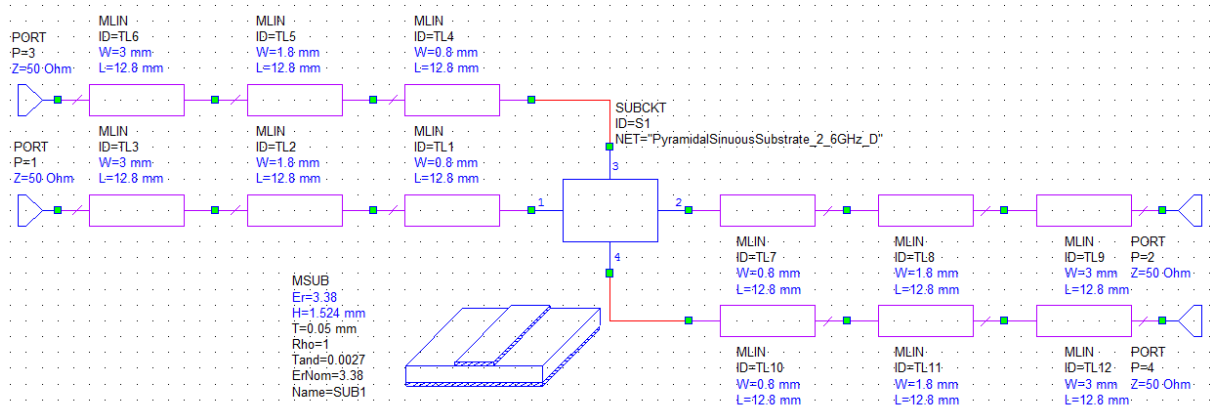 PORT
P=3
Z=50 Ohm
MLIN
ID=TL6
W=3 mm
L=12.8 mm
MLIN
ID=TL5
W=1.8 mm
L=12.8 mm
MLIN
ID=TL4
W=0.8 mm
L=12.8 mm
SUBCKT
ID=S1
NET="PyramidalSinuousSubstrate_2_6GHz_D"
PORT
P=1
Z=50 Ohm
MLIN
ID=TL3
W=3 mm
L=12.8 mm
MLIN
ID=TL2
W=1.8 mm
L=12.8 mm
MLIN
ID=TL1
W=0.8 mm
L=12.8 mm
3
1
2
4
MLIN
ID=TL7
W=0.8 mm
L=12.8 mm
MLIN
ID=TL8
W=1.8 mm
L=12.8 mm
MLIN
ID=TL9
W=3 mm
L=12.8 mm
PORT
P=2
Z=50 Ohm
MSUB
Er=3.38
H=1.524 mm
T=0.05 mm
Rho=1
Tand=0.0027
ErNom=3.38
Name=SUB1
MLIN
ID=TL10
W=0.8 mm
L=12.8 mm
MLIN
ID=TL11
W=1.8 mm
L=12.8 mm
MLIN
ID=TL12
W=3 mm
L=12.8 mm
PORT
P=4
Z=50 Ohm